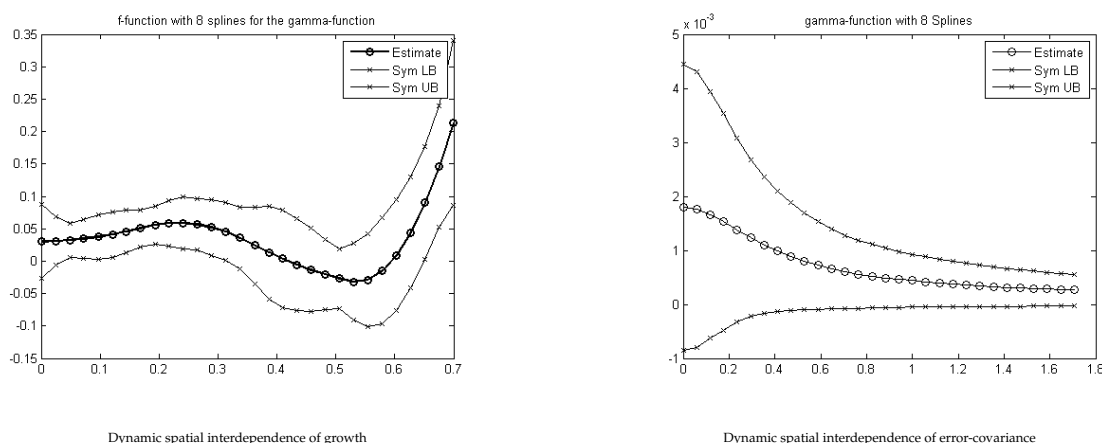 f-function with 8 splines for the gamma-function
0.35
0.3
0.25
0.2
0.15
0.1
0.05
0
-0.05
-0.1
-0.15
0 0.1 0.2 0.3 0.4 0.5 0.6 0.7
Estimate
Sym LB
Sym UB
Dynamic spatial interdependence of growth
gamma-function with 8 Splines
x 10⁻³
5
4
3
2
1
0
-1
0 0.2 0.4 0.6 0.8 1 1.2 1.4 1.6 1.8
Estimate
Sym LB
Sym UB
Dynamic spatial interdependence of error-covariance